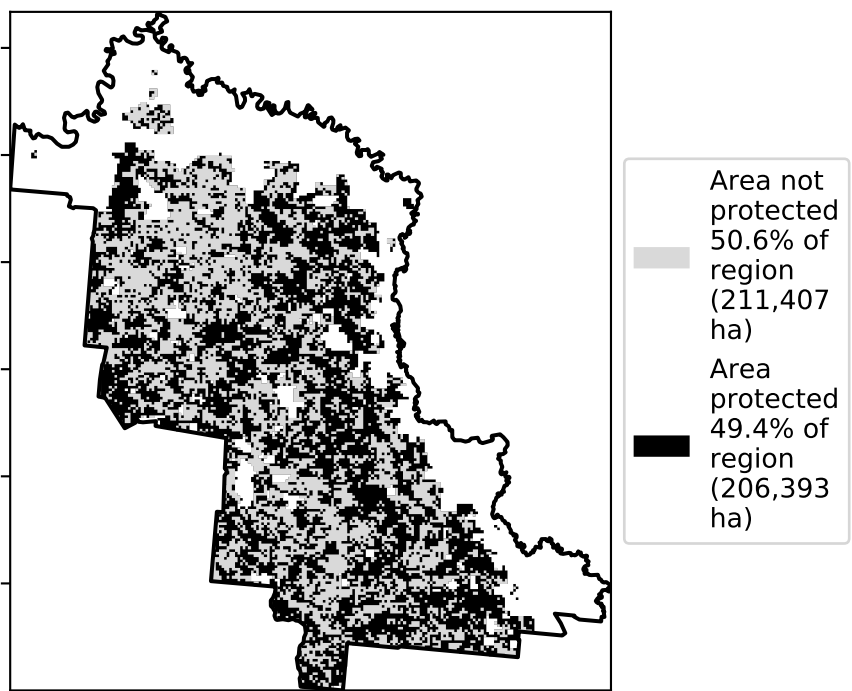 Area not
protected
50.6% of
region
(211,407
ha)
Area
protected
49.4% of
region
(206,393
ha)